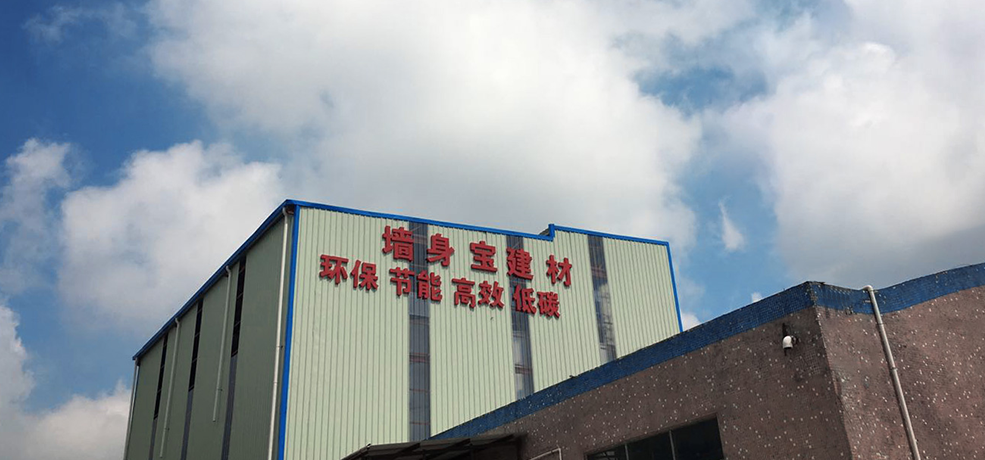 墙身宝建材
环保 节能 高效 低碳